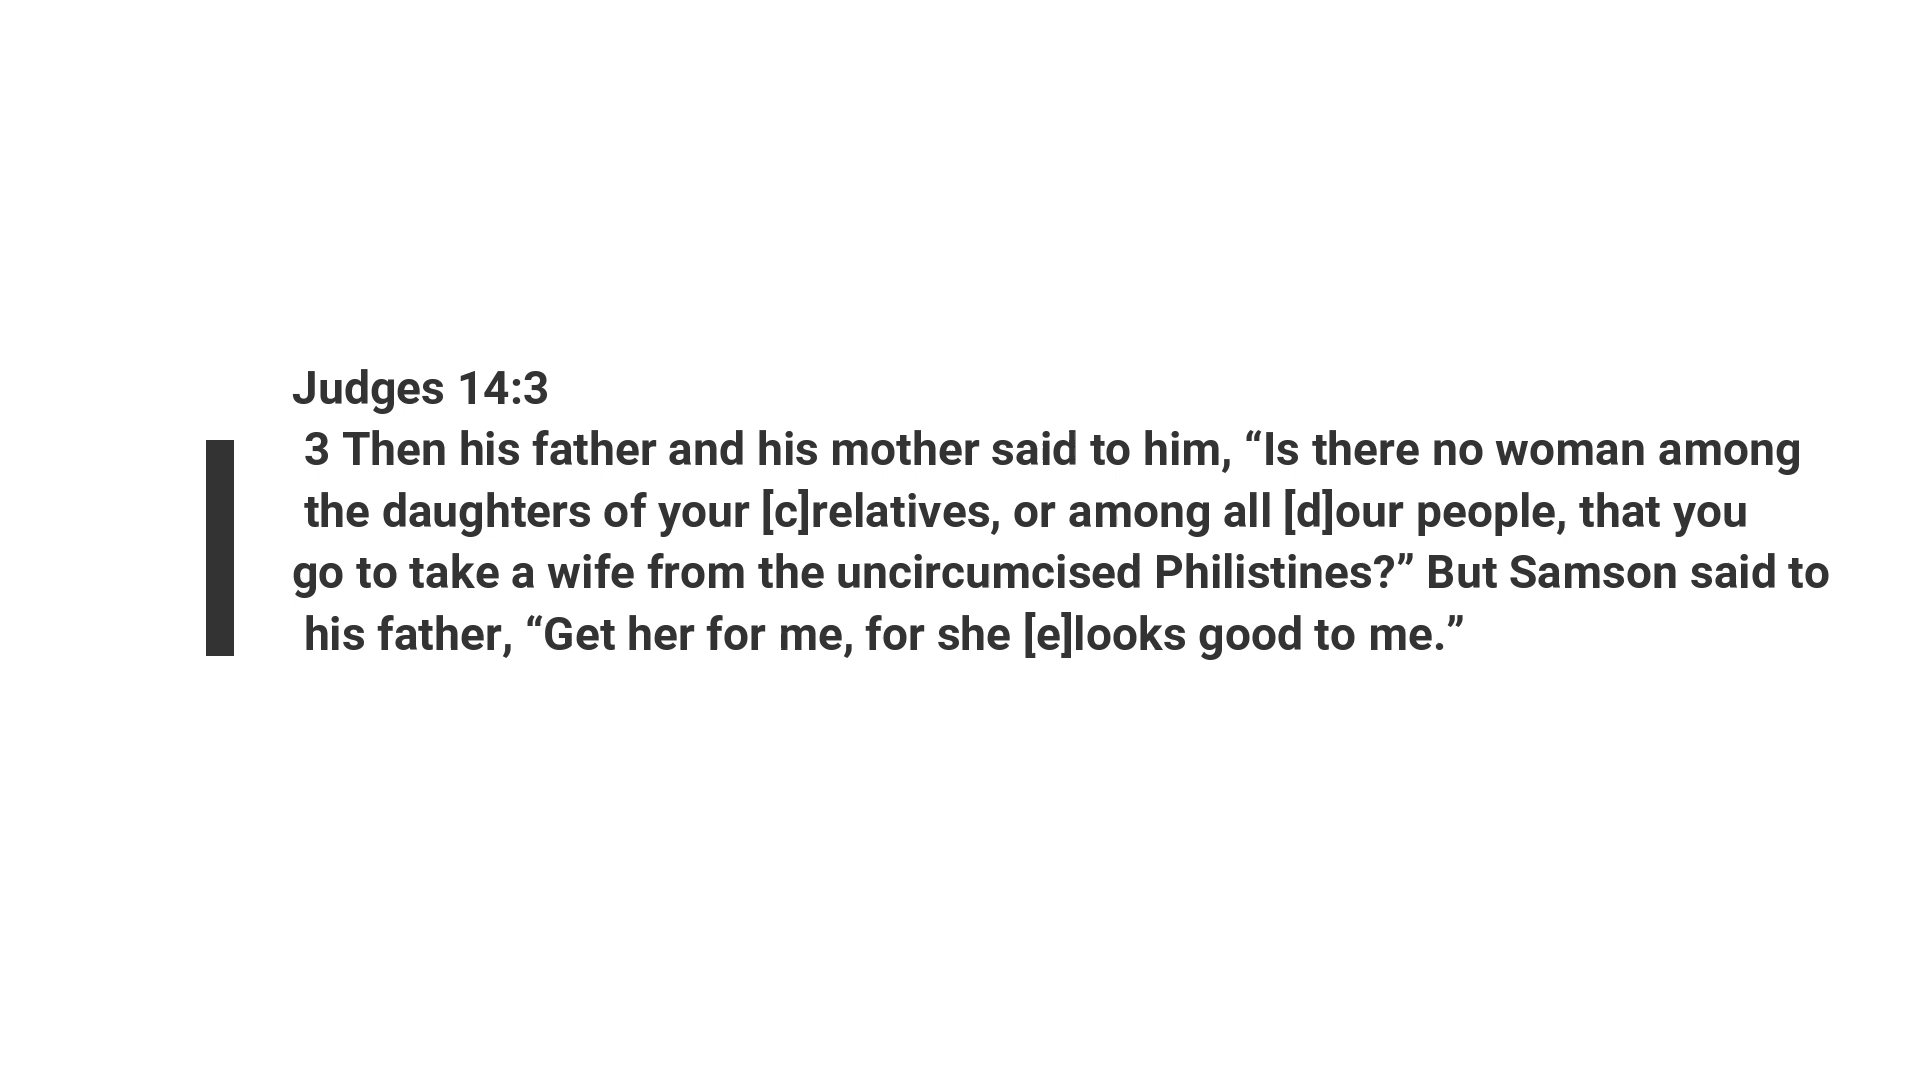 Judges 14:3
3 Then his father and his mother said to him, “Is there no woman among
the daughters of your [c]relatives, or among all [d]our people, that you
go to take a wife from the uncircumcised Philistines?” But Samson said to
his father, “Get her for me, for she [e]looks good to me.”